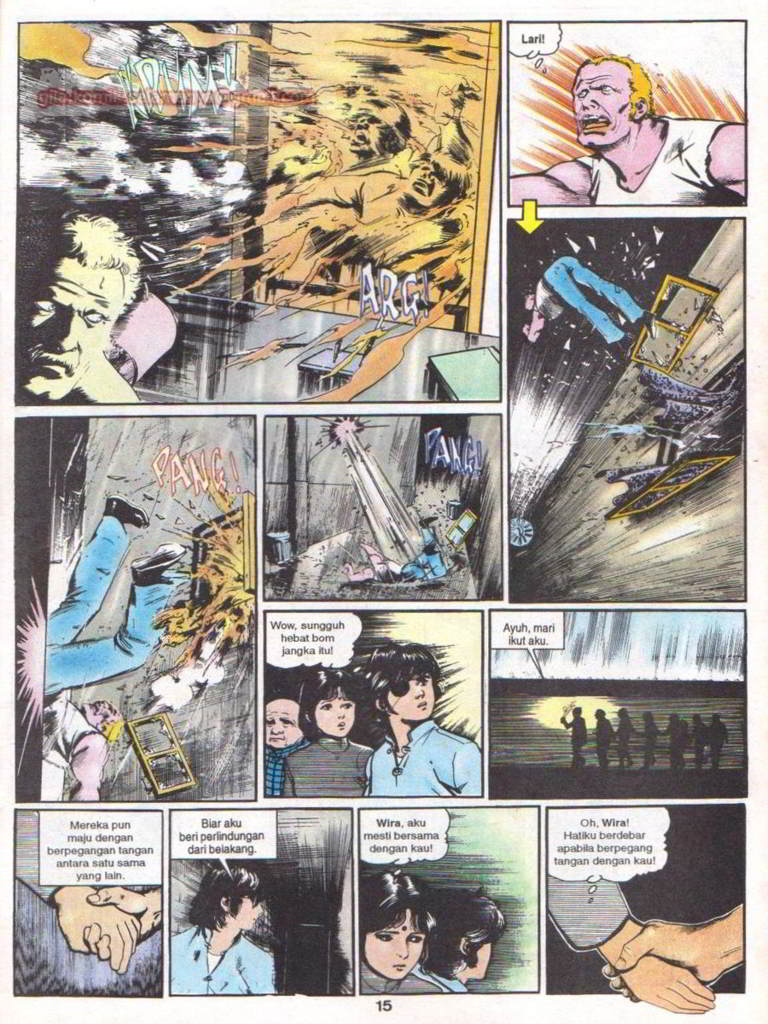 Lari!
ARG!
PANG!
PANG!
Wow, sungguh
hebat bom
jangka itu!
Ayuh, mari
ikut aku.
Mereka pun
maju dengan
berpegangan tangan
antara satu sama
yang lain.
Biar aku
beri perlindungan
dari belakang.
Wira, aku
mesti bersama
dengan kau!
Oh, Wira!
Hatiku berdebar
apabila berpegang
tangan dengan kau!
15